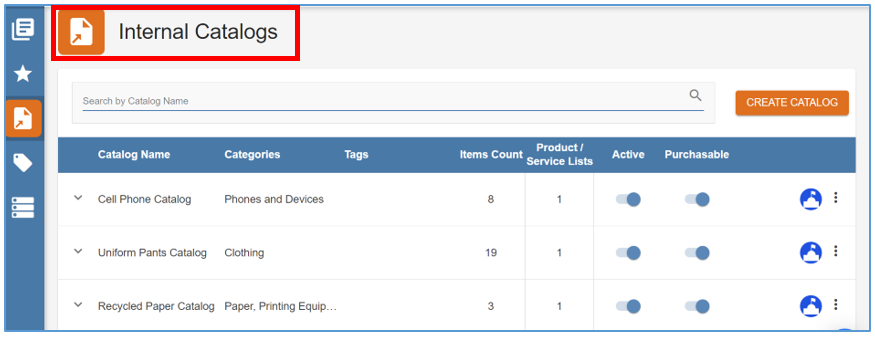 Internal Catalogs
Search by Catalog Name
CREATE CATALOG
Catalog Name Categories Tags Items Count Product / Service Lists Active Purchasable
Cell Phone Catalog Phones and Devices 8 1
Uniform Pants Catalog Clothing 19 1
Recycled Paper Catalog Paper, Printing Equip... 3 1